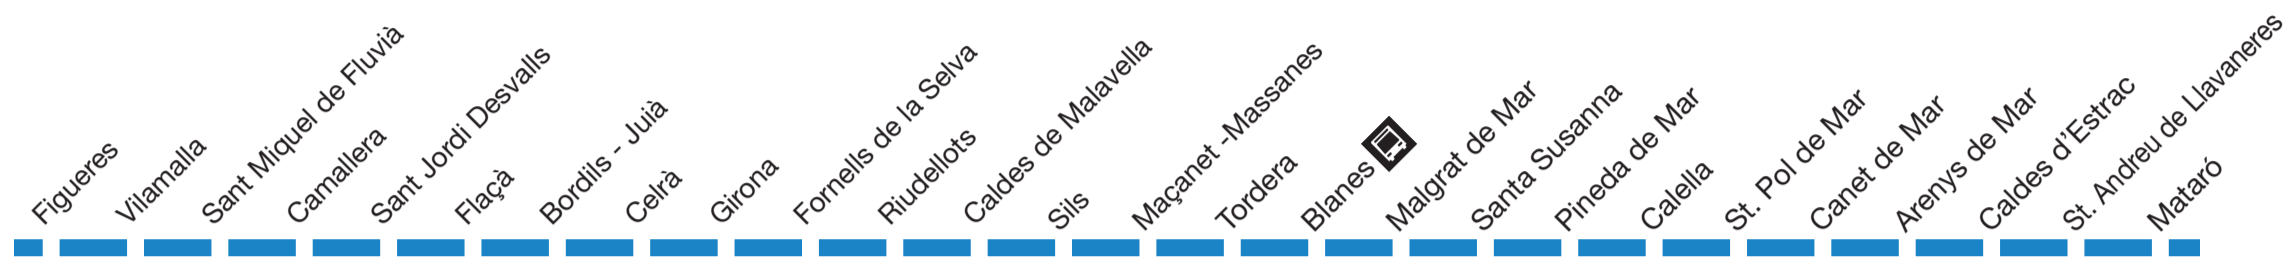 Figueres
Vilamalla
Sant Miquel de Fluvià
Camallera
Sant Jordi Desvalls
Flaçà
Bordils - Juià
Celrà
Girona
Fornells de la Selva
Riudellots
Caldes de Malavella
Sils
Maçanet -Massanes
Tordera
Blanes
Malgrat de Mar
Santa Susanna
Pineda de Mar
Calella
St. Pol de Mar
Canet de Mar
Arenys de Mar
Caldes d'Estrac
St. Andreu de Llavaneres
Mataró